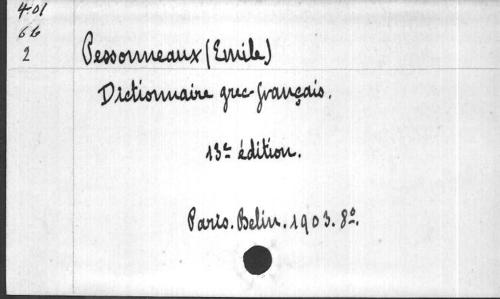 401
66
2
Pessonneaux (Emile)
Dictionnaire grec-français.
13e édition.
Paris. Belin. 1903. 8o.